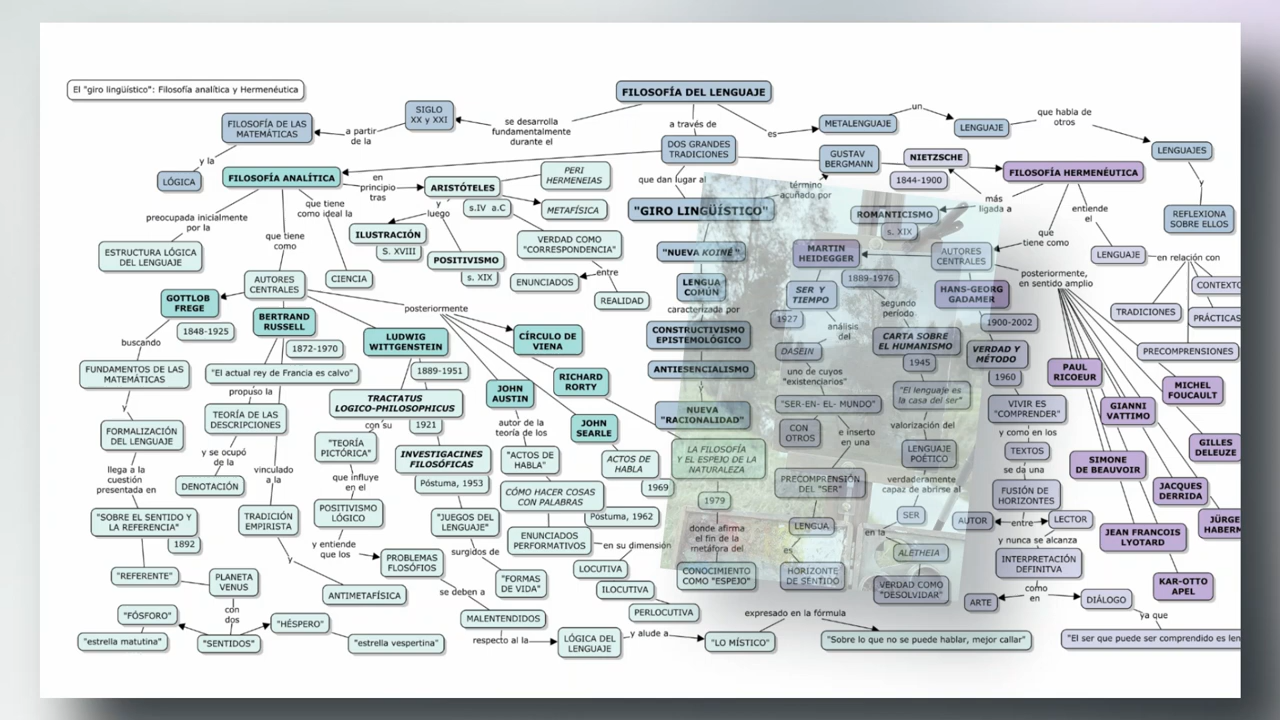 El "giro lingüístico": Filosofía analítica y Hermenéutica
FILOSOFÍA DEL LENGUAJE
SIGLO
XX y XXI
se desarrolla
fundamentalmente
durante el
a partir
de la
FILOSOFÍA DE LAS
MATEMÁTICAS
y la
LÓGICA
a través de
DOS GRANDES
TRADICIONES
es
METALENGUAJE
un
LENGUAJE
que habla de
otros
LENGUAJES
y
REFLEXIONA
SOBRE ELLOS
FILOSOFÍA ANALÍTICA
en
principio
tras
ARISTÓTELES
s.IV a.C
PERI
HERMENEIAS
METAFÍSICA
VERDAD COMO
"CORRESPONDENCIA"
entre
ENUNCIADOS
REALIDAD
y
luego
ILUSTRACIÓN
S. XVIII
POSITIVISMO
s. XIX
preocupada inicialmente
por la
ESTRUCTURA LÓGICA
DEL LENGUAJE
que tiene
como
que tiene
como ideal la
CIENCIA
AUTORES
CENTRALES
GOTTLOB
FREGE
1848-1925
buscando
FUNDAMENTOS DE LAS
MATEMÁTICAS
y
FORMALIZACIÓN
DEL LENGUAJE
llega a la
cuestión
presentada en
"SOBRE EL SENTIDO Y
LA REFERENCIA"
1892
"REFERENTE"
PLANETA
VENUS
con
dos
"SENTIDOS"
"FÓSFORO"
"estrella matutina"
"HÉSPERO"
"estrella vespertina"
BERTRAND
RUSSELL
1872-1970
"El actual rey de Francia es calvo"
propuso la
TEORÍA DE LAS
DESCRIPCIONES
y se ocupó
de la
DENOTACIÓN
vinculado
a la
TRADICIÓN
EMPIRISTA
y
ANTIMETAFÍSICA
posteriormente
LUDWIG
WITTGENSTEIN
1889-1951
TRACTATUS
LOGICO-PHILOSOPHICUS
con su
1921
"TEORÍA
PICTÓRICA"
que influye
en el
POSITIVISMO
LÓGICO
y entiende
que los
PROBLEMAS
FILOSÓFIOS
se deben a
MALENTENDIDOS
respecto al la
LÓGICA DEL
LENGUAJE
y alude a
"LO MÍSTICO"
expresado en la fórmula
"Sobre lo que no se puede hablar, mejor callar"
INVESTIGACINES
FILOSÓFICAS
Póstuma, 1953
"JUEGOS DEL
LENGUAJE"
surgidos de
"FORMAS
DE VIDA"
CÍRCULO DE
VIENA
RICHARD
RORTY
JOHN
AUSTIN
autor de la
teoría de los
"ACTOS DE
HABLA"
CÓMO HACER COSAS
CON PALABRAS
Póstuma, 1962
ENUNCIADOS
PERFORMATIVOS
en su dimensión
LOCUTIVA
ILOCUTIVA
PERLOCUTIVA
JOHN
SEARLE
ACTOS DE
HABLA
1969
LA FILOSOFÍA
Y EL ESPEJO DE LA
NATURALEZA
1979
donde afirma
el fin de la
metáfora del
CONOCIMIENTO
COMO "ESPEJO"
que dan lugar al
"GIRO LINGÜÍSTICO"
término
acuñado por
GUSTAV
BERGMANN
"NUEVA KOINÉ"
LENGUA
COMÚN
caracterizada por
CONSTRUCTIVISMO
EPISTEMOLÓGICO
ANTIESENCIALISMO
y
NUEVA
"RACIONALIDAD"
NIETZSCHE
1844-1900
FILOSOFÍA HERMENÉUTICA
más
ligada a
ROMANTICISMO
s. XIX
que
tiene como
AUTORES
CENTRALES
MARTIN
HEIDEGGER
1889-1976
SER Y
TIEMPO
1927
análisis
del
DASEIN
uno de cuyos
"existenciarios"
"SER-EN- EL- MUNDO"
CON
OTROS
e inserto
en una
PRECOMPRENSIÓN
DEL "SER"
LENGUA
es
HORIZONTE
DE SENTIDO
segundo
período
CARTA SOBRE
EL HUMANISMO
1945
"El lenguaje es
la casa del ser"
valorización del
LENGUAJE
POÉTICO
verdaderamente
capaz de abrirse al
SER
en la
ALETHEIA
VERDAD COMO
"DESOLVIDAR"
HANS-GEORG
GADAMER
1900-2002
VERDAD Y
MÉTODO
1960
VIVIR ES
"COMPRENDER"
y como en los
TEXTOS
se da una
FUSIÓN DE
HORIZONTES
entre
AUTOR
LECTOR
y nunca se alcanza
INTERPRETACIÓN
DEFINITVA
como
en
ARTE
DIÁLOGO
ya que
"El ser que puede ser comprendido es len
entiende
el
LENGUAJE
en relación con
CONTEXTO
TRADICIONES
PRÁCTICAS
PRECOMPRENSIONES
posteriormente,
en sentido amplio
PAUL
RICOEUR
GIANNI
VATTIMO
MICHEL
FOUCAULT
SIMONE
DE BEAUVOIR
GILLES
DELEUZE
JACQUES
DERRIDA
JEAN FRANCOIS
LYOTARD
JÜRGE
HABERM
KAR-OTTO
APEL